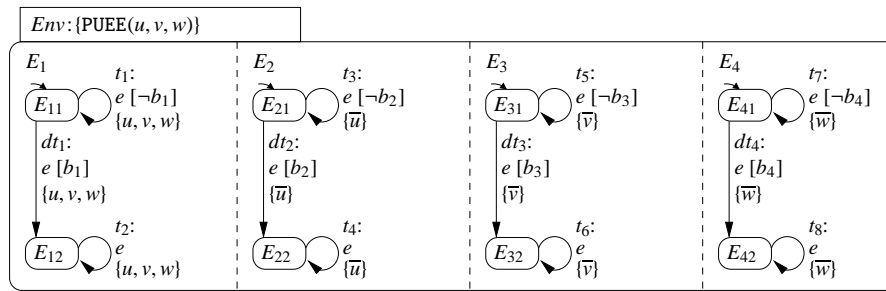 Env:{PUEE(u, v, w)}
E₁
t₁:
e [¬b₁]
{u, v, w}
E₁₁
dt₁:
e [b₁]
{u, v, w}
t₂:
e
{u, v, w}
E₁₂
E₂
t₃:
e [¬b₂]
{u̅}
E₂₁
dt₂:
e [b₂]
{u̅}
t₄:
e
{u̅}
E₂₂
E₃
t₅:
e [¬b₃]
{v̅}
E₃₁
dt₃:
e [b₃]
{v̅}
t₆:
e
{v̅}
E₃₂
E₄
t₇:
e [¬b₄]
{w̅}
E₄₁
dt₄:
e [b₄]
{w̅}
t₈:
e
{w̅}
E₄₂